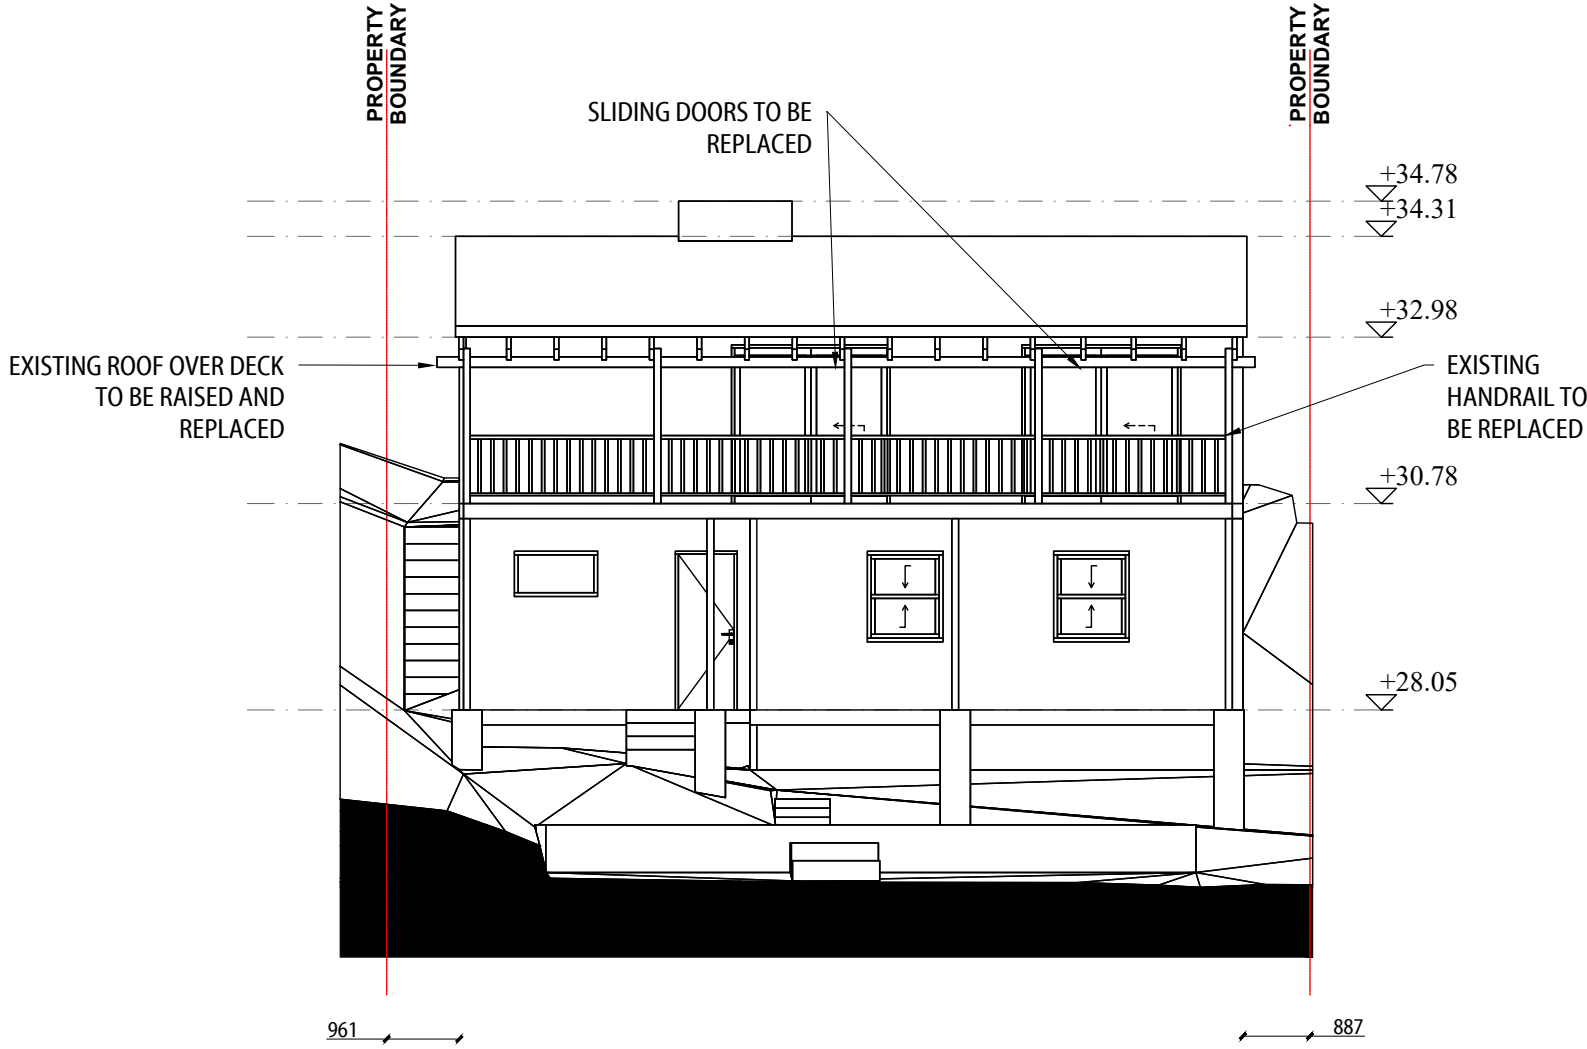 PROPERTY
BOUNDARY
PROPERTY
BOUNDARY
SLIDING DOORS TO BE
REPLACED
+34.78
+34.31
+32.98
EXISTING ROOF OVER DECK
TO BE RAISED AND
REPLACED
EXISTING
HANDRAIL TO
BE REPLACED
+30.78
+28.05
961
887